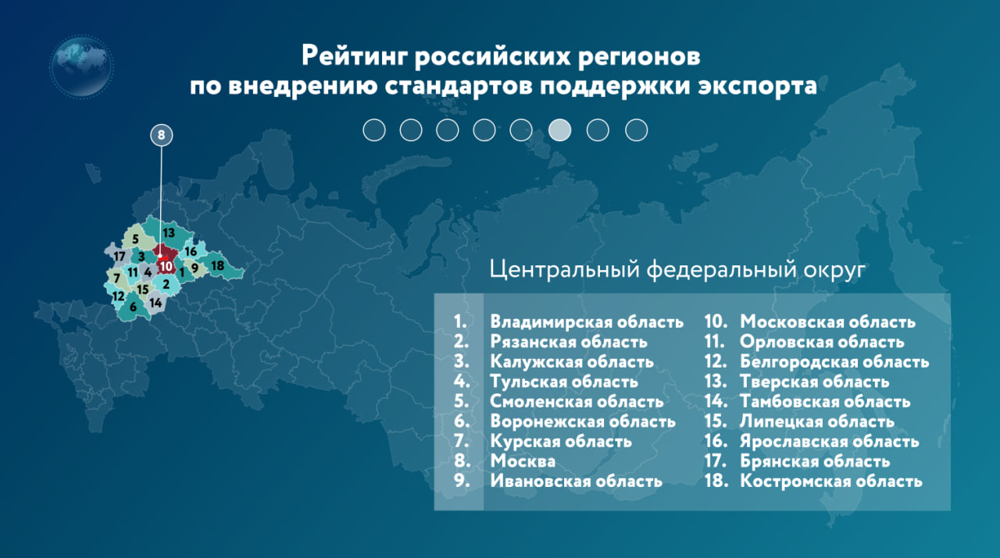 Рейтинг российских регионов
по внедрению стандартов поддержки экспорта
8
13
5
16
17
3
10
1
9
18
11
4
7
2
15
12
14
6
Центральный федеральный округ
1. Владимирская область
2. Рязанская область
3. Калужская область
4. Тульская область
5. Смоленская область
6. Воронежская область
7. Курская область
8. Москва
9. Ивановская область
10. Московская область
11. Орловская область
12. Белгородская область
13. Тверская область
14. Тамбовская область
15. Липецкая область
16. Ярославская область
17. Брянская область
18. Костромская область